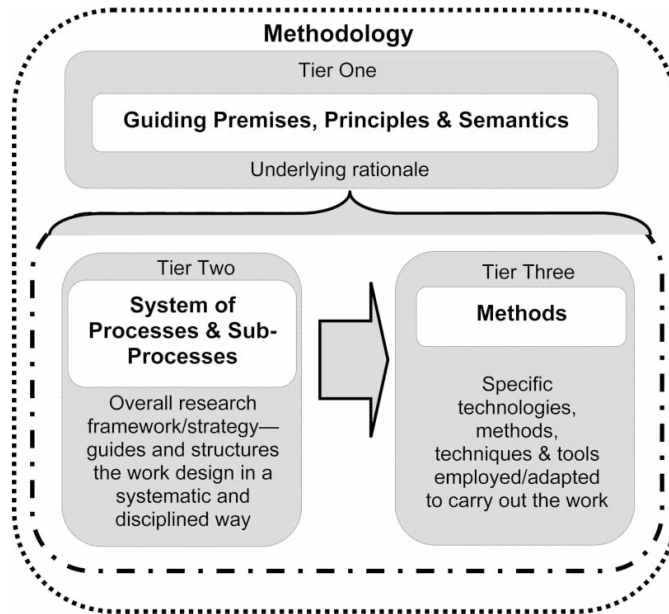 Methodology
Tier One
Guiding Premises, Principles & Semantics
Underlying rationale
Tier Two
System of
Processes & Sub-
Processes
Overall research
framework/strategy—
guides and structures
the work design in a
systematic and
disciplined way
Tier Three
Methods
Specific
technologies,
methods,
techniques & tools
employed/adapted
to carry out the work